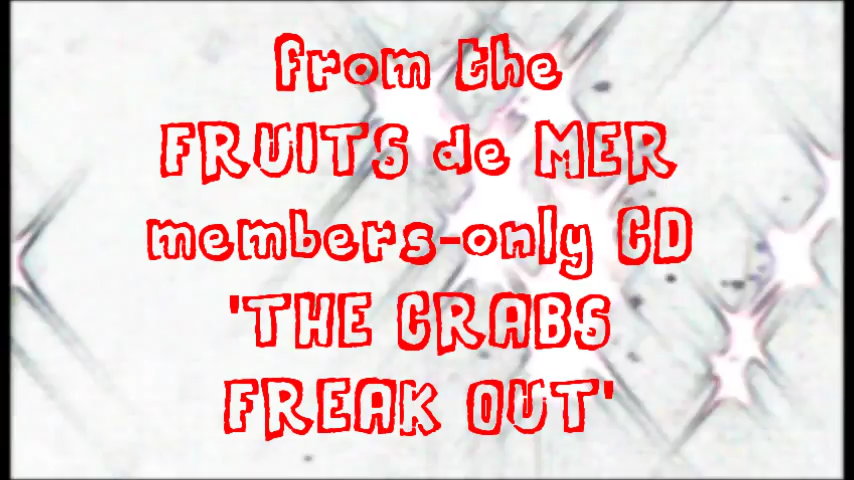 from the
FRUITS de MER
members-only CD
'THE CRABS
FREAK OUT'